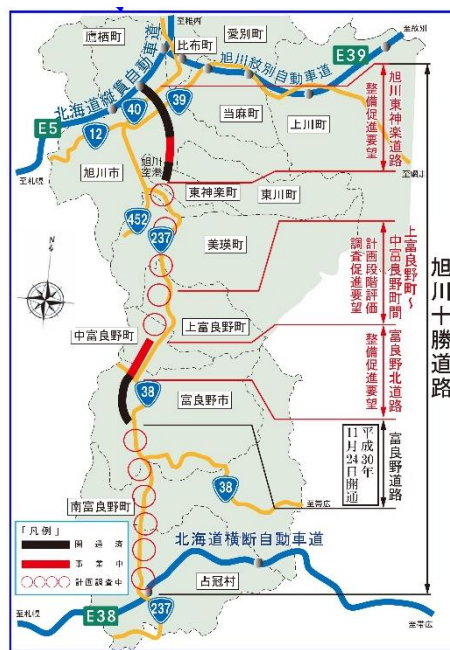 至稚内
至紋別
鷹栖町
愛別町
比布町
旭川紋別自動車道
E39
北海道縦貫自動車道
40
39
当麻町
上川町
E5
12
至札幌
旭川市
旭川空港
東神楽町
東川町
452
237
美瑛町
N
中富良野町
上富良野町
38
富良野市
南富良野町
38
至帯広
「凡例」
開通済
事業中
計画調査中
北海道横断自動車道
占冠村
至札幌
E38
237
至帯広
旭川東神楽道路
整備促進要望
上富良野町~
中富良野町間
計画段階評価
調査促進要望
富良野北道路
整備促進要望
富良野道路
平成30年
11月24日開通
旭川十勝道路